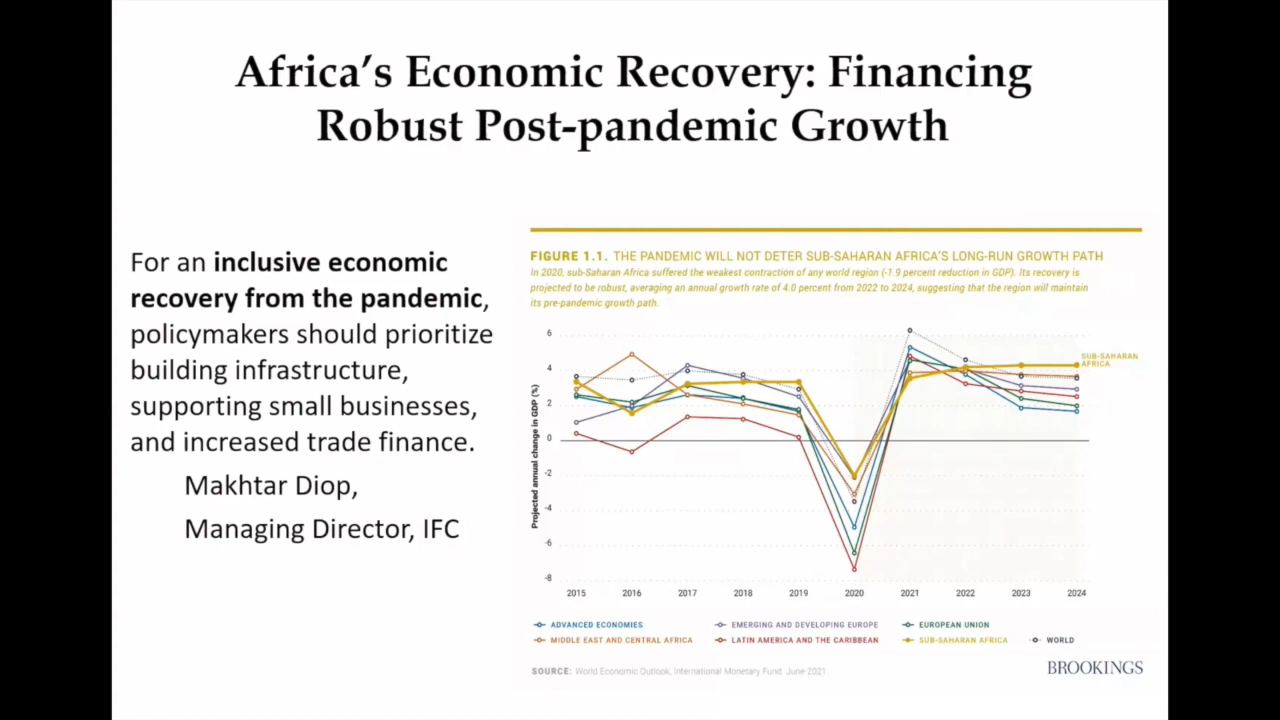 Africa’s Economic Recovery: Financing
Robust Post-pandemic Growth
For an inclusive economic
recovery from the pandemic,
policymakers should prioritize
building infrastructure,
supporting small businesses,
and increased trade finance.
Makhtar Diop,
Managing Director, IFC
FIGURE 1.1. THE PANDEMIC WILL NOT DETER SUB-SAHARAN AFRICA’S LONG-RUN GROWTH PATH
In 2020, sub-Saharan Africa suffered the weakest contraction of any world region (-1.9 percent reduction in GDP). Its recovery is
projected to be robust, averaging an annual growth rate of 4.0 percent from 2022 to 2024, suggesting that the region will maintain
its pre-pandemic growth path.
Projected annual change in GDP (%)
6
4
2
0
-2
-4
-6
-8
SUB-SAHARAN
AFRICA
2015 2016 2017 2018 2019 2020 2021 2022 2023 2024
ADVANCED ECONOMIES EMERGING AND DEVELOPING EUROPE EUROPEAN UNION
MIDDLE EAST AND CENTRAL AFRICA LATIN AMERICA AND THE CARIBBEAN SUB-SAHARAN AFRICA WORLD
SOURCE: World Economic Outlook, International Monetary Fund. June 2021
BROOKINGS